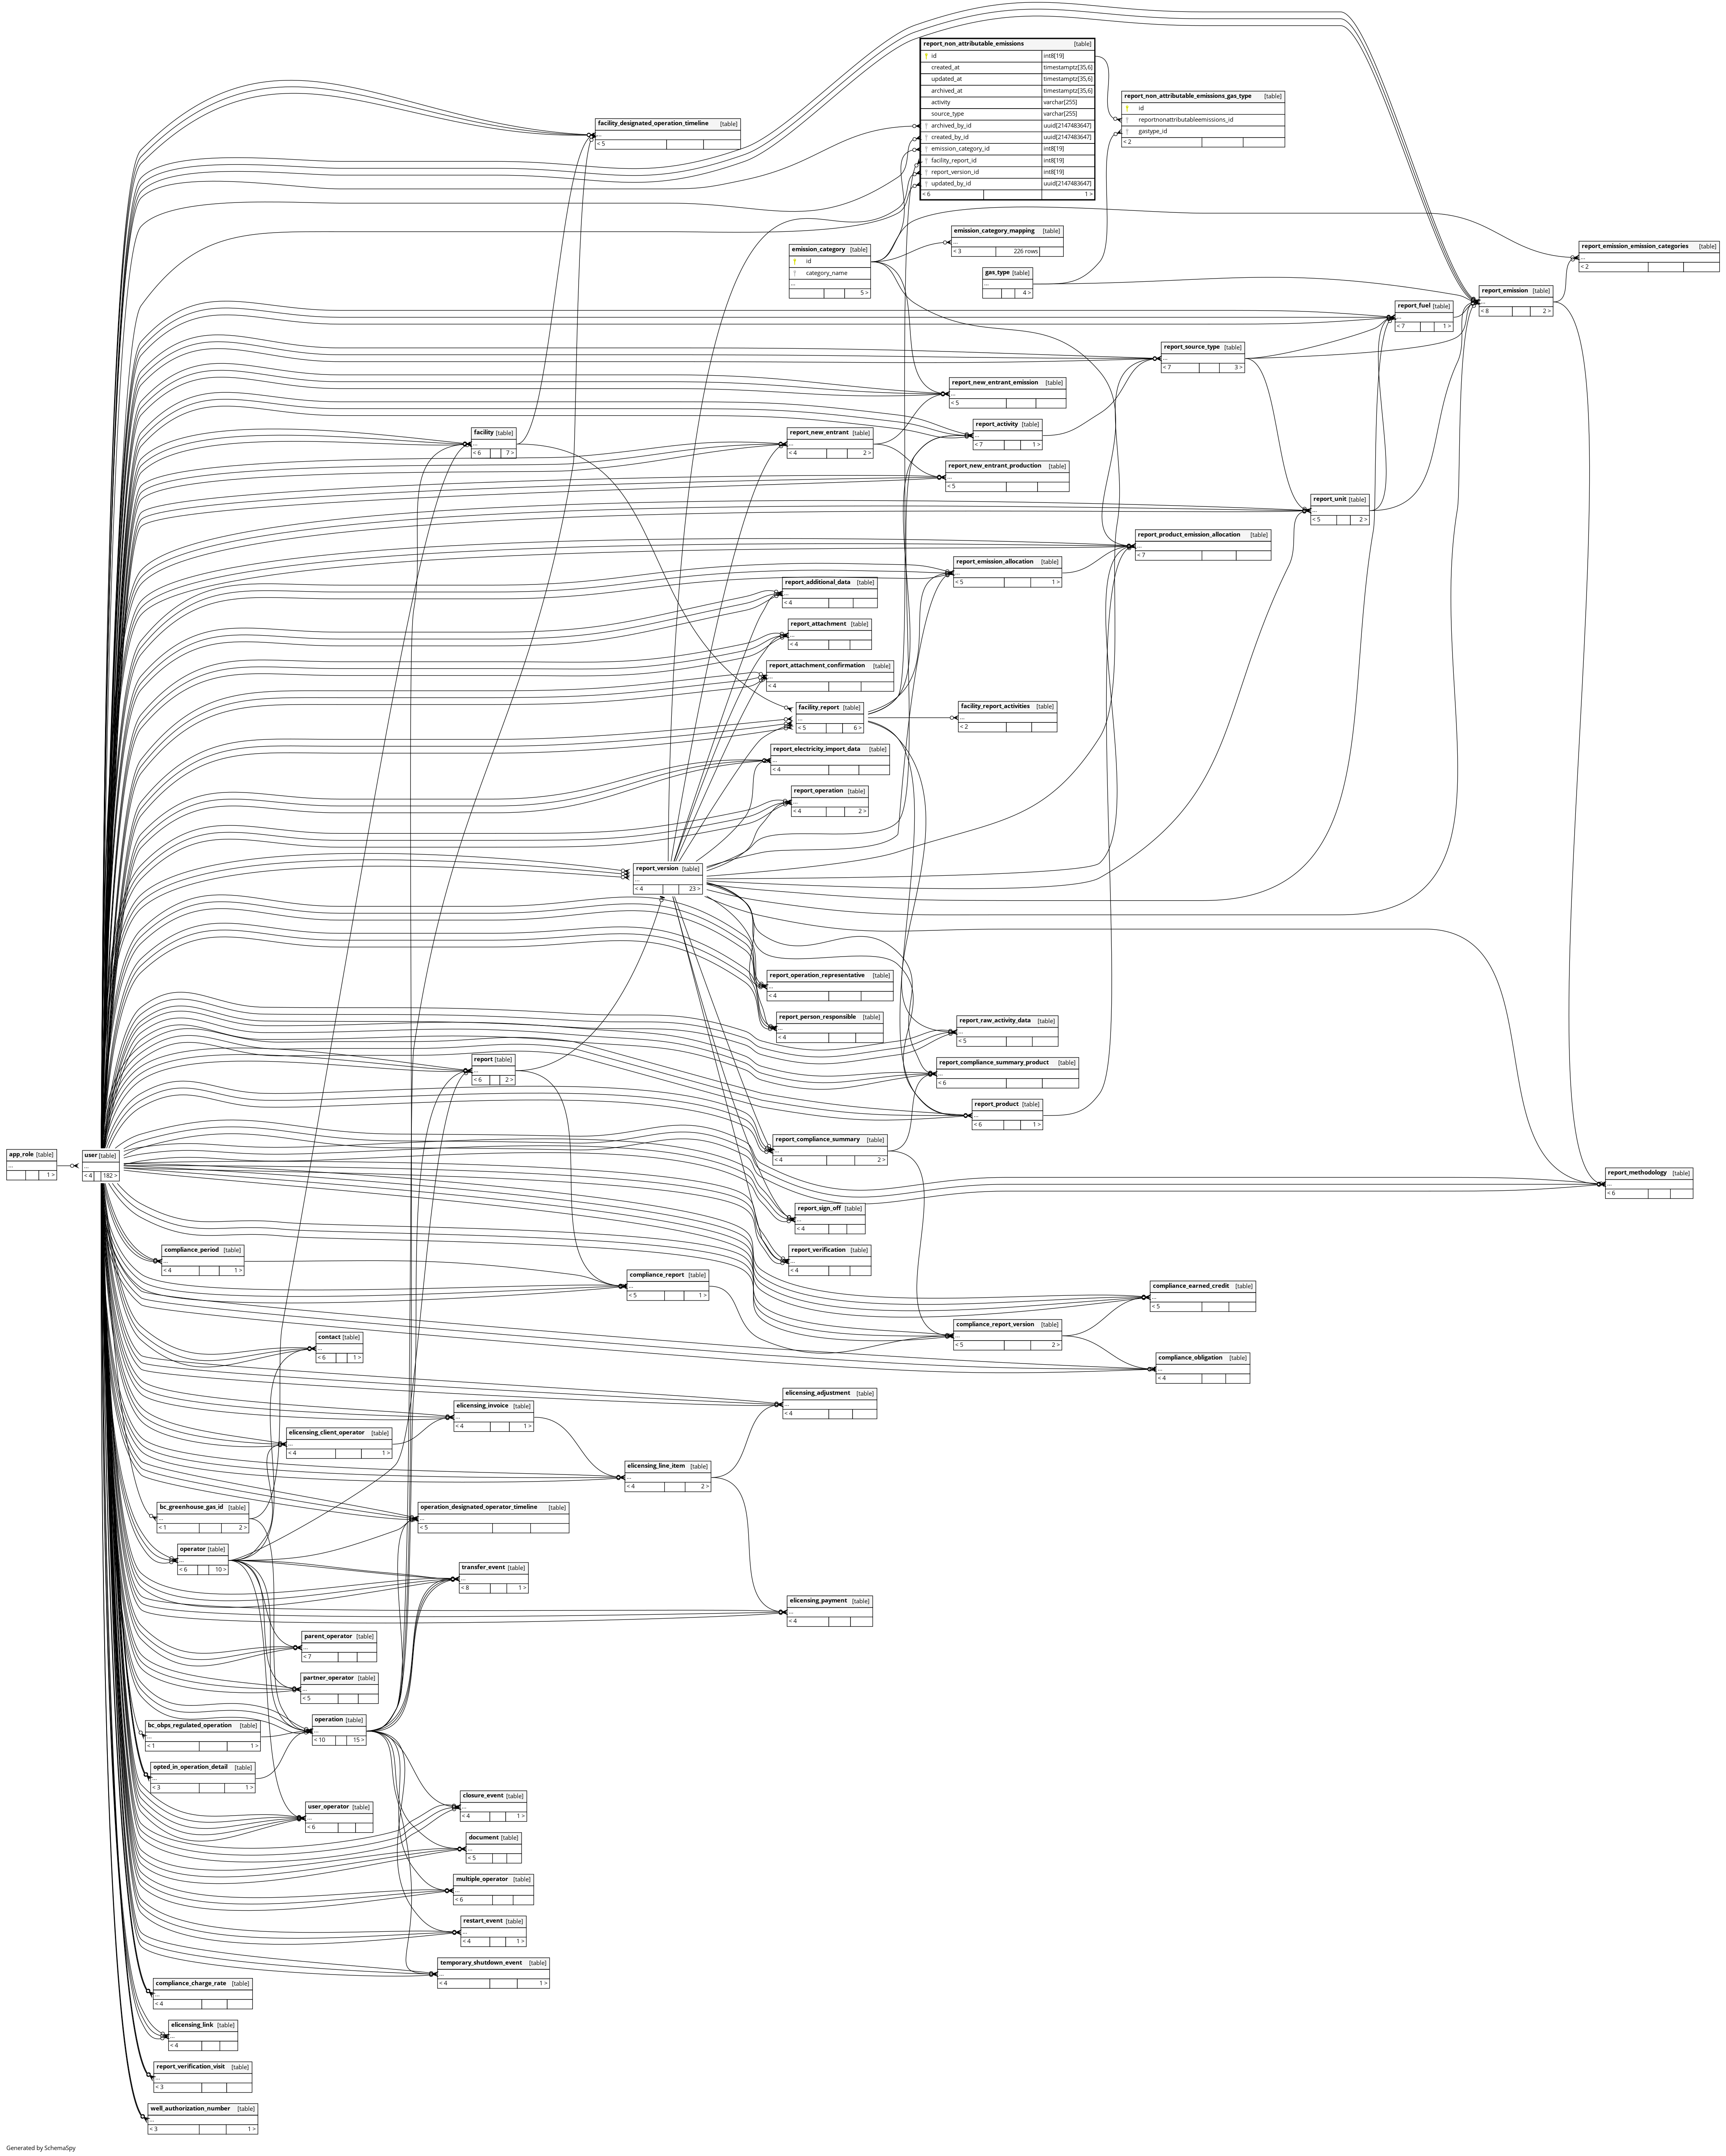 report_non_attributable_emissions [table]
id int8[19]
created_at timestamptz[35,6]
updated_at timestamptz[35,6]
archived_at timestamptz[35,6]
activity varchar[255]
source_type varchar[255]
archived_by_id uuid[2147483647]
created_by_id uuid[2147483647]
emission_category_id int8[19]
facility_report_id int8[19]
report_version_id int8[19]
updated_by_id uuid[2147483647]
< 6 1 >
report_non_attributable_emissions_gas_type [table]
id
reportnonattributableemissions_id
gastype_id
< 2
facility_designated_operation_timeline [table]
...
< 5
emission_category_mapping [table]
...
< 3 226 rows
emission_category [table]
id
category_name
...
5 >
gas_type [table]
...
4 >
report_emission_emission_categories [table]
...
< 2
report_emission [table]
...
< 8 2 >
report_fuel [table]
...
< 7 1 >
report_source_type [table]
...
< 7 3 >
report_new_entrant_emission [table]
...
< 5
report_activity [table]
...
< 7 1 >
facility [table]
...
< 6 7 >
report_new_entrant [table]
...
< 4 2 >
report_new_entrant_production [table]
...
< 5
report_unit [table]
...
< 5 2 >
report_product_emission_allocation [table]
...
< 7
report_emission_allocation [table]
...
< 5 1 >
report_additional_data [table]
...
< 4
report_attachment [table]
...
< 4
report_attachment_confirmation [table]
...
< 4
facility_report [table]
...
< 5 6 >
facility_report_activities [table]
...
< 2
report_electricity_import_data [table]
...
< 4
report_operation [table]
...
< 4 2 >
report_version [table]
...
< 4 23 >
report_operation_representative [table]
...
< 4
report_person_responsible [table]
...
< 4
report_raw_activity_data [table]
...
< 5
report [table]
...
< 6 2 >
report_compliance_summary_product [table]
...
< 6
report_product [table]
...
< 6 1 >
report_compliance_summary [table]
...
< 4 2 >
app_role [table]
...
1 >
user [table]
...
< 4 182 >
report_methodology [table]
...
< 6
report_sign_off [table]
...
< 4
report_verification [table]
...
< 4
compliance_period [table]
...
< 4 1 >
compliance_report [table]
...
< 5 1 >
compliance_earned_credit [table]
...
< 5
compliance_report_version [table]
...
< 5 2 >
compliance_obligation [table]
...
< 4
contact [table]
...
< 6 1 >
elicensing_adjustment [table]
...
< 4
elicensing_invoice [table]
...
< 4 1 >
elicensing_client_operator [table]
...
< 4 1 >
elicensing_line_item [table]
...
< 4 2 >
bc_greenhouse_gas_id [table]
...
< 1 2 >
operation_designated_operator_timeline [table]
...
< 5
operator [table]
...
< 6 10 >
transfer_event [table]
...
< 8 1 >
elicensing_payment [table]
...
< 4
parent_operator [table]
...
< 7
partner_operator [table]
...
< 5
operation [table]
...
< 10 15 >
bc_obps_regulated_operation [table]
...
< 1 1 >
opted_in_operation_detail [table]
...
< 3 1 >
user_operator [table]
...
< 6
closure_event [table]
...
< 4 1 >
document [table]
...
< 5
multiple_operator [table]
...
< 6
restart_event [table]
...
< 4 1 >
temporary_shutdown_event [table]
...
< 4 1 >
compliance_charge_rate [table]
...
< 4
elicensing_link [table]
...
< 4
report_verification_visit [table]
...
< 3
well_authorization_number [table]
...
< 3 1 >
Generated by SchemaSpy